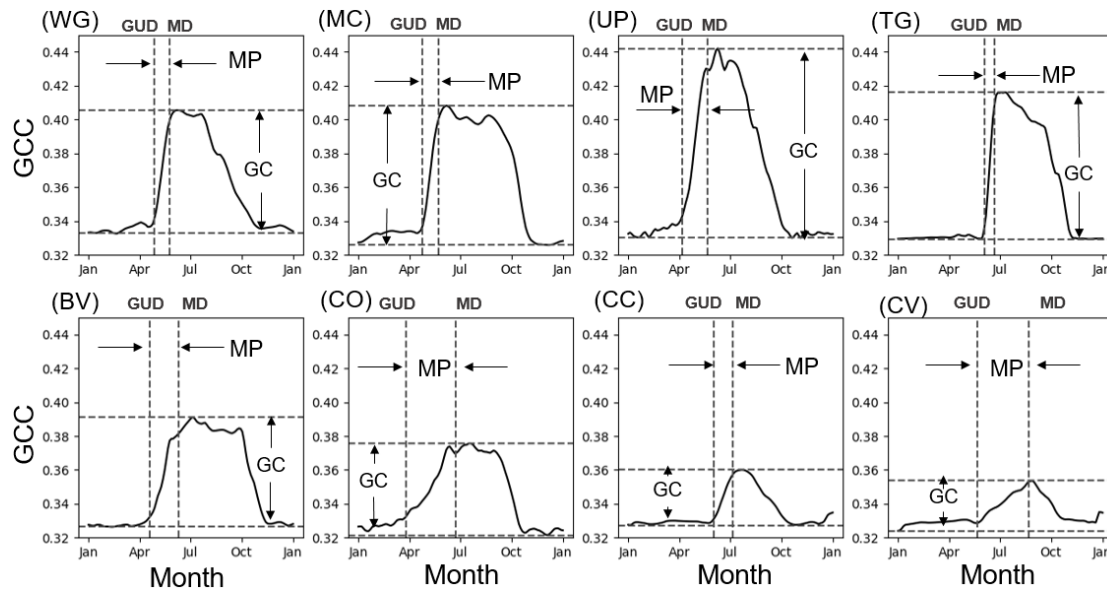 (WG) GUD MD
GCC
0.44
0.42
0.40
0.38
0.36
0.34
0.32
MP
GC
Jan Apr Jul Oct Jan
(MC) GUD MD
0.44
0.42
0.40
0.38
0.36
0.34
0.32
MP
GC
Jan Apr Jul Oct Jan
(UP) GUD MD
0.44
0.42
0.40
0.38
0.36
0.34
0.32
MP
GC
Jan Apr Jul Oct Jan
(TG) GUD MD
0.44
0.42
0.40
0.38
0.36
0.34
0.32
MP
GC
Jan Apr Jul Oct Jan
(BV) GUD MD
GCC
0.44
0.42
0.40
0.38
0.36
0.34
0.32
MP
GC
Jan Apr Jul Oct Jan
Month
(CO) GUD MD
0.44
0.42
0.40
0.38
0.36
0.34
0.32
MP
GC
Jan Apr Jul Oct Jan
Month
(CC) GUD MD
0.44
0.42
0.40
0.38
0.36
0.34
0.32
MP
GC
Jan Apr Jul Oct Jan
Month
(CV) GUD MD
0.44
0.42
0.40
0.38
0.36
0.34
0.32
MP
GC
Jan Apr Jul Oct Jan
Month